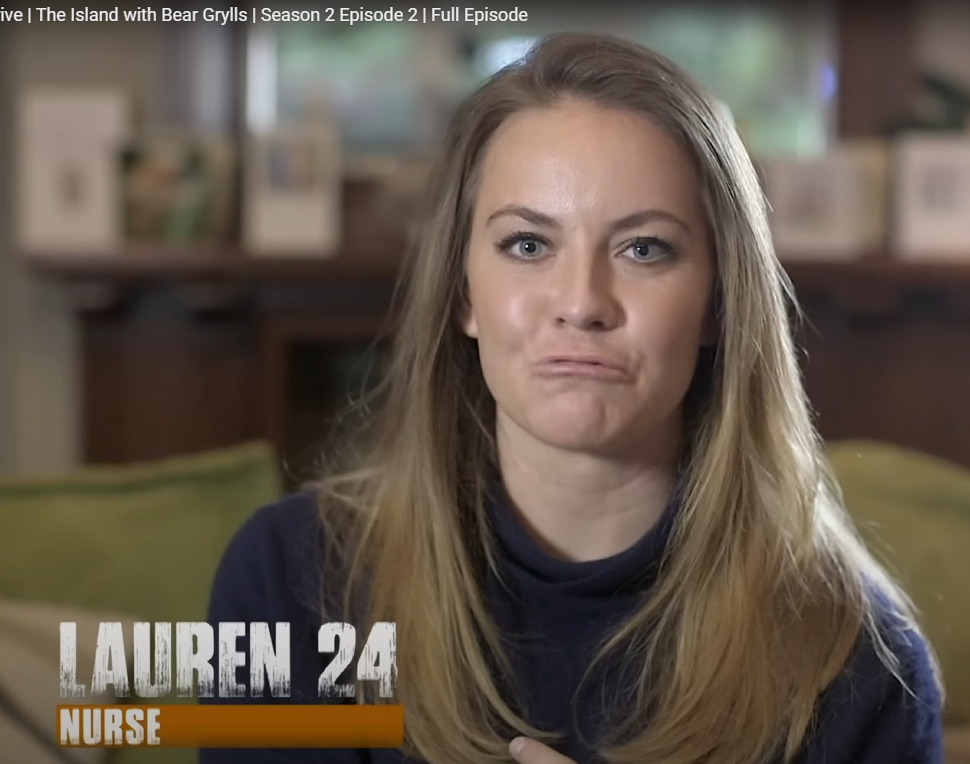 ive | The Island with Bear Grylls | Season 2 Episode 2 | Full Episode
LAUREN 24
NURSE